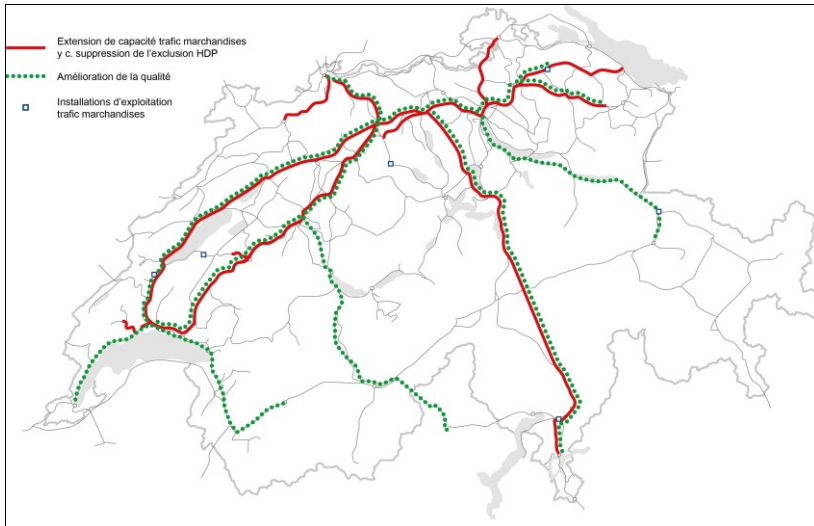 Extension de capacité trafic marchandises
y c. suppression de l'exclusion HDP
Amélioration de la qualité
Installations d'exploitation
trafic marchandises